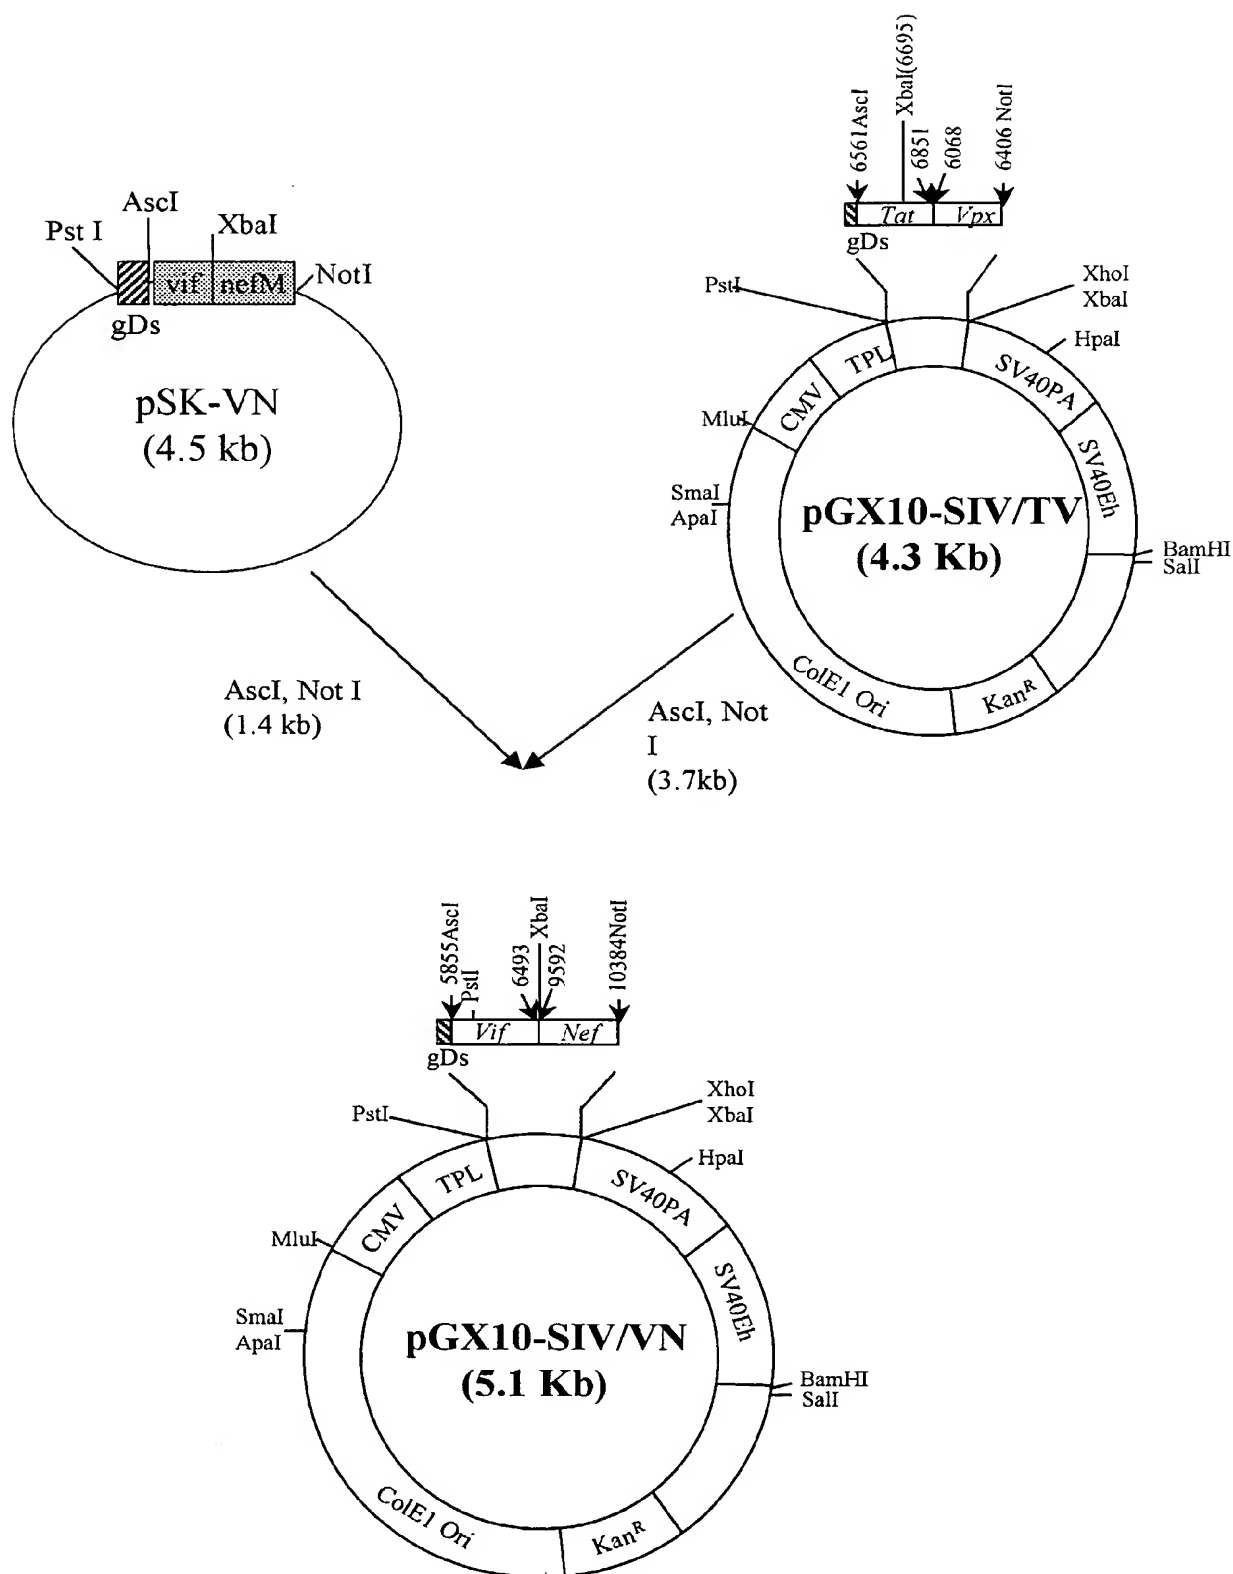 AscI
Pst I
XbaI
vif
nefM
NotI
gDs
pSK-VN
(4.5 kb)
6561AscI
XbaI(6695)
6851
6068
6406 NotI
Tat
Vpx
gDs
PstI
XhoI
XbaI
HpaI
TPL
SV40PA
CMV
MluI
SV40Eh
SmaI
ApaI
pGX10-SIV/TV
(4.3 Kb)
BamHI
SalI
ColE1 Ori
KanR
AscI, Not I
(1.4 kb)
AscI, Not
I
(3.7kb)
5855AscI
PstI
6493
XbaI
9592
10384NotI
Vif
Nef
gDs
PstI
XhoI
XbaI
HpaI
TPL
SV40PA
CMV
MluI
SV40Eh
SmaI
ApaI
pGX10-SIV/VN
(5.1 Kb)
BamHI
SalI
ColE1 Ori
KanR